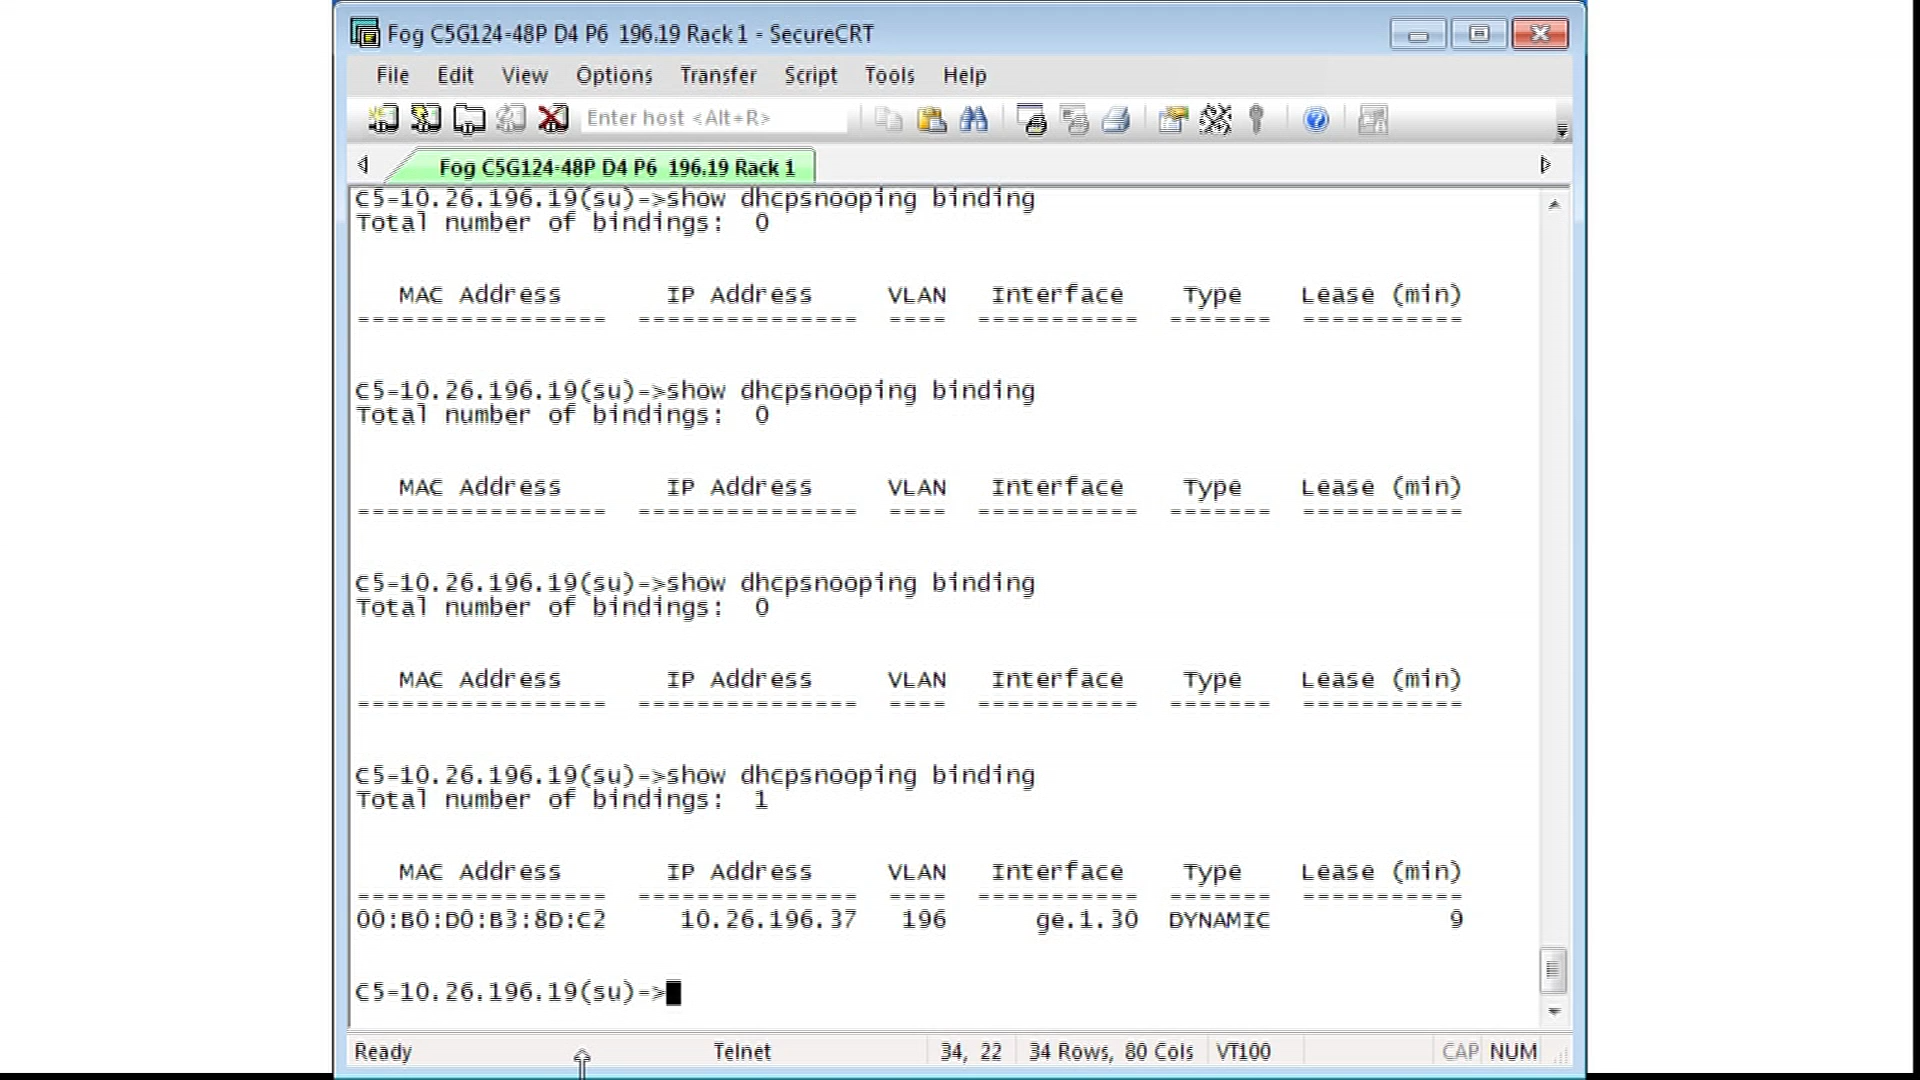 Fog C5G124-48P D4 P6  196.19 Rack 1 - SecureCRT
File Edit View Options Transfer Script Tools Help
Enter host <Alt+R>
Fog C5G124-48P D4 P6  196.19 Rack 1
C5-10.26.196.19(su)->show dhcpsnooping binding
Total number of bindings:  0
MAC Address IP Address VLAN Interface Type Lease (min)
----------------- --------------- ---- ----------- ------- -----------
C5-10.26.196.19(su)->show dhcpsnooping binding
Total number of bindings:  0
MAC Address IP Address VLAN Interface Type Lease (min)
----------------- --------------- ---- ----------- ------- -----------
C5-10.26.196.19(su)->show dhcpsnooping binding
Total number of bindings:  0
MAC Address IP Address VLAN Interface Type Lease (min)
----------------- --------------- ---- ----------- ------- -----------
C5-10.26.196.19(su)->show dhcpsnooping binding
Total number of bindings:  1
MAC Address IP Address VLAN Interface Type Lease (min)
----------------- --------------- ---- ----------- ------- -----------
00:B0:D0:B3:8D:C2 10.26.196.37 196 ge.1.30 DYNAMIC 9
C5-10.26.196.19(su)->
Ready Telnet 34, 22 34 Rows, 80 Cols VT100 CAP NUM